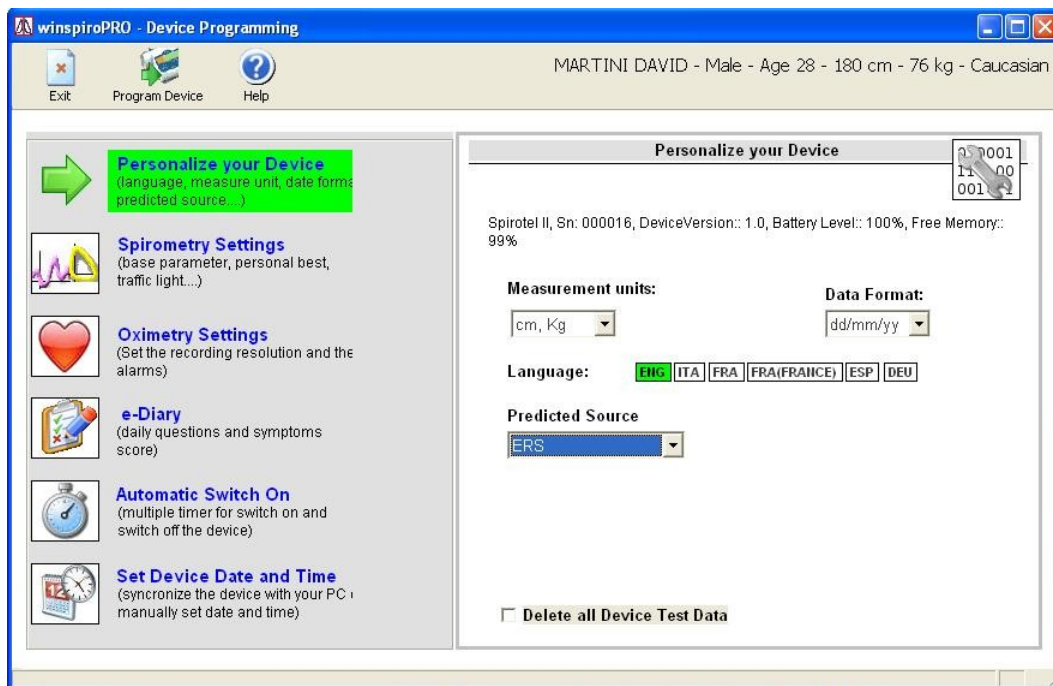 winspiroPRO - Device Programming
Exit
Program Device
Help
MARTINI DAVID - Male - Age 28 - 180 cm - 76 kg - Caucasian
Personalize your Device
(language, measure unit, date forma
predicted source....)
Spirometry Settings
(base parameter, personal best,
traffic light....)
Oximetry Settings
(Set the recording resolution and the
alarms)
e-Diary
(daily questions and symptoms
score)
Automatic Switch On
(multiple timer for switch on and
switch off the device)
Set Device Date and Time
(syncronize the device with your PC
manually set date and time)
Personalize your Device
Spirotel II, Sn: 000016, DeviceVersion:: 1.0, Battery Level:: 100%, Free Memory::
99%
Measurement units:
Data Format:
cm, Kg
dd/mm/yy
Language:
ENG ITA FRA FRA(FRANCE) ESP DEU
Predicted Source
ERS
Delete all Device Test Data